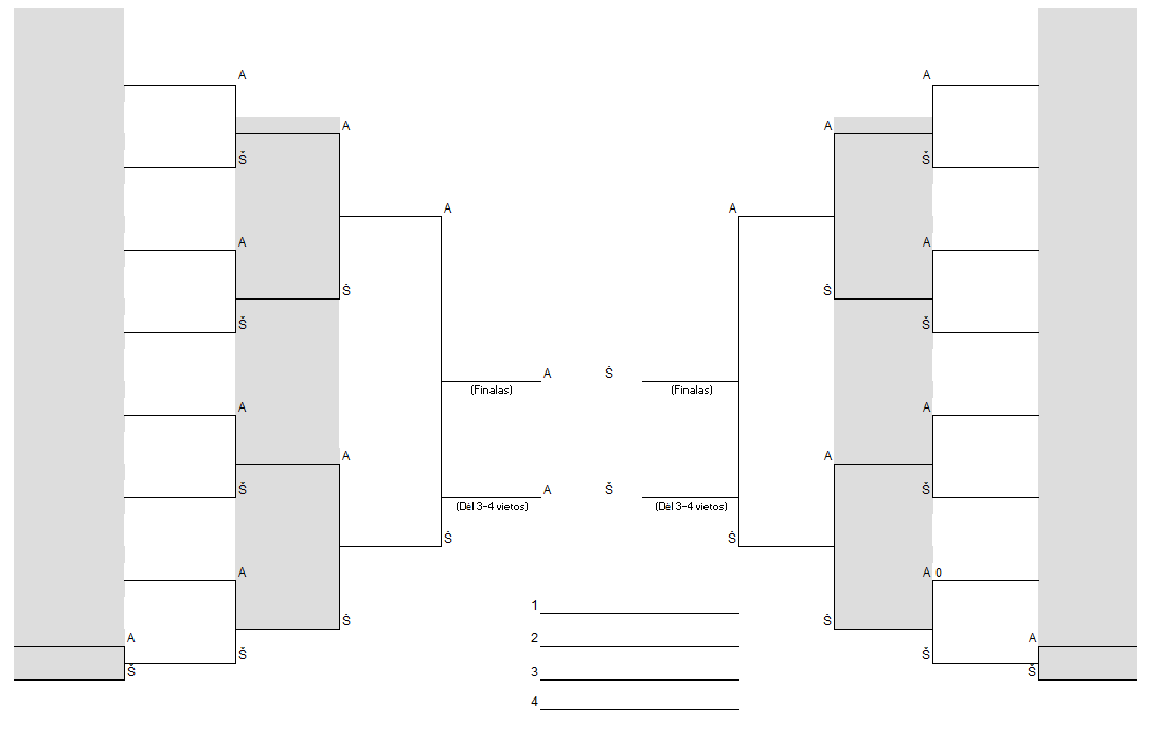 A A
A A
Š Š
A A
A A
Š Š
Š Š
A Š
(Finalas) (Finalas)
A A
A A
Š A Š Š
(Dėl 3-4 vietos) (Dėl 3-4 vietos)
Š Š
A A 0
1
Š Š
2
A A
Š Š
3
Š Š
4